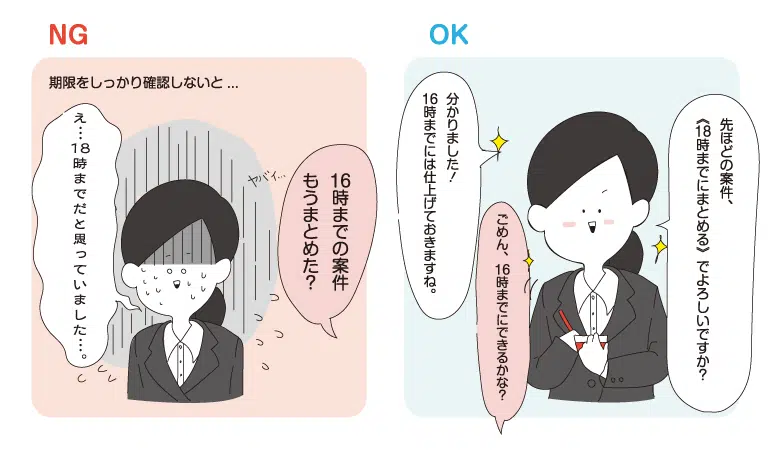 NG
期限をしっかり確認しないと…
16時までの案件
もうまとめた?
ヤバイ…
え…18時までだと思っていました…。
OK
先ほどの案件、
《18時までにまとめる》でよろしいですか?
ごめん、16時までにできるかな?
分かりました!
16時までには仕上げておきますね。